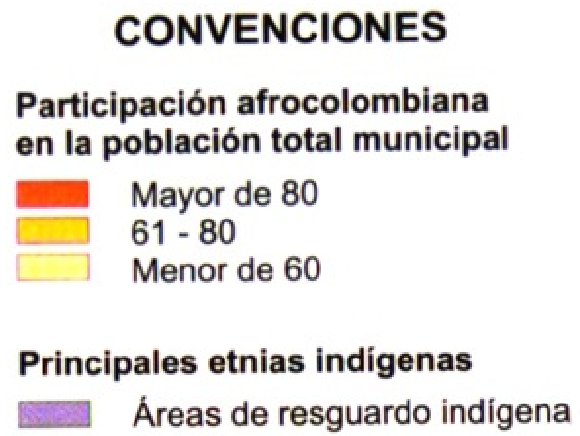 CONVENCIONES
Participación afrocolombiana
en la población total municipal
Mayor de 80
61 - 80
Menor de 60
Principales etnias indígenas
Áreas de resguardo indígena